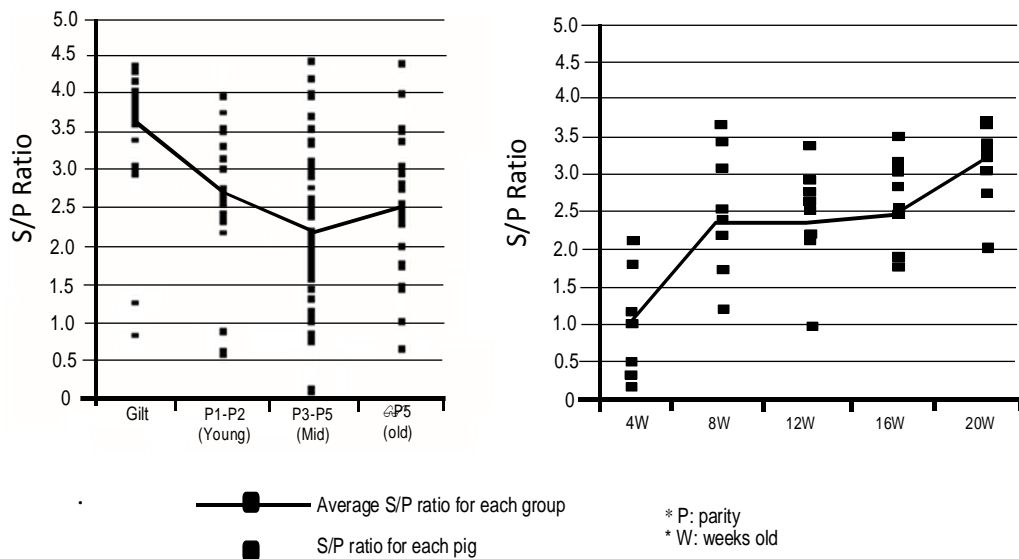 5.0
4.5
4.0
3.5
3.0
2.5
2.0
1.5
1.0
0.5
0
S/P Ratio
Gilt
P1-P2
(Young)
P3-P5
(Mid)
P5
(old)
5.0
4.5
4.0
3.5
3.0
2.5
2.0
1.5
1.0
0.5
0
S/P Ratio
4W
8W
12W
16W
20W
Average S/P ratio for each group
S/P ratio for each pig
* P: parity
* W: weeks old